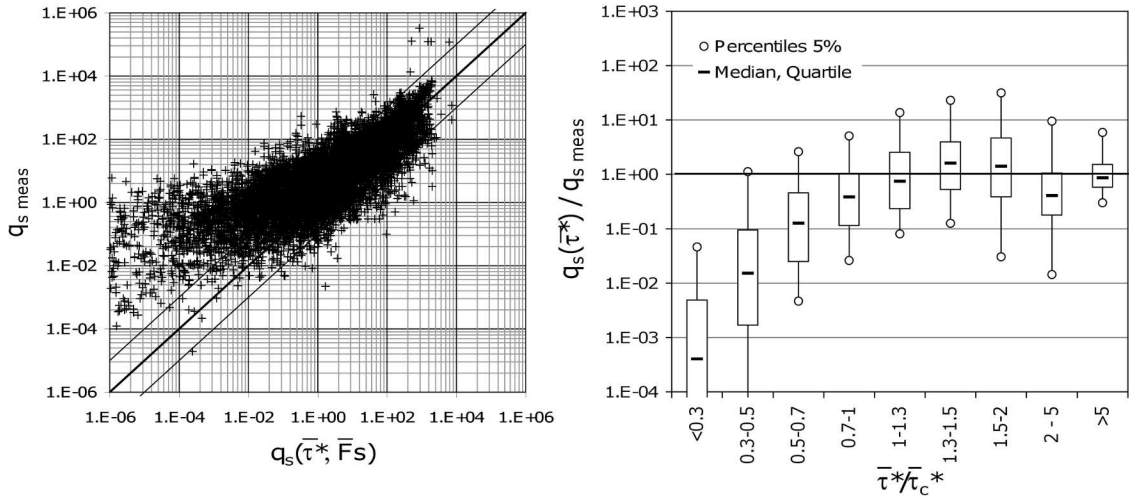 1.E+06
1.E+04
1.E+02
1.E+00
1.E-02
1.E-04
1.E-06
q_s meas
1.E-06 1.E-04 1.E-02 1.E+00 1.E+02 1.E+04 1.E+06
q_s(τ̅*, F̅s)
1.E+03
1.E+02
1.E+01
1.E+00
1.E-01
1.E-02
1.E-03
1.E-04
q_s(τ̅*) / q_s meas
Percentiles 5%
Median, Quartile
<0.3 0.3-0.5 0.5-0.7 0.7-1 1-1.3 1.3-1.5 1.5-2 2 - 5 >5
τ̅*/τ̅c*